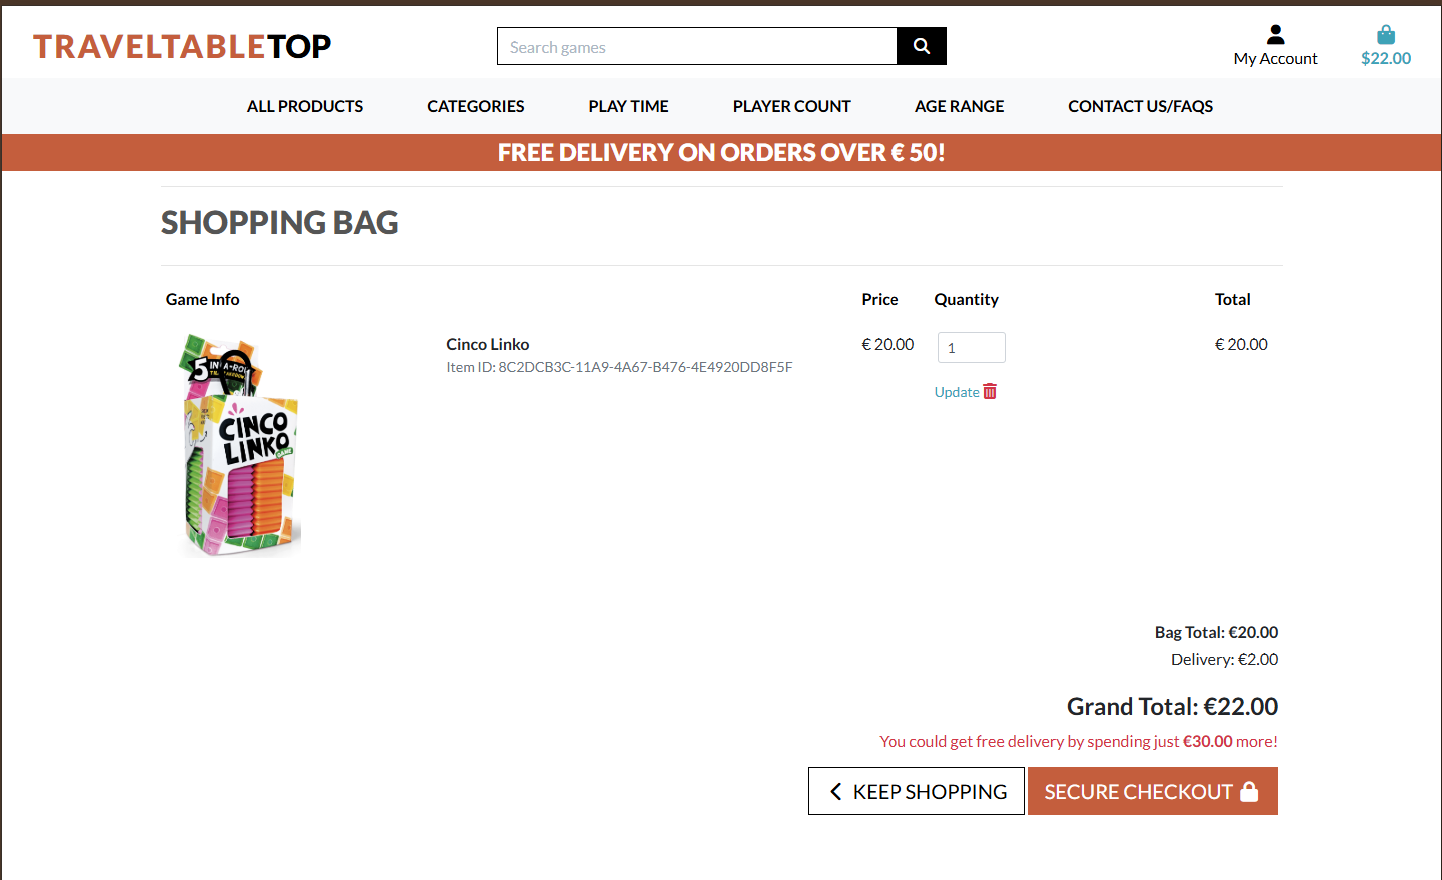 TRAVELTABLETOP
Search games
My Account
$22.00
ALL PRODUCTS CATEGORIES PLAY TIME PLAYER COUNT AGE RANGE CONTACT US/FAQS
FREE DELIVERY ON ORDERS OVER € 50!
SHOPPING BAG
Game Info Price Quantity Total
5 IN-A-ROW
CINCO
LINKO
GAME
Cinco Linko € 20.00 1 € 20.00
Item ID: 8C2DCB3C-11A9-4A67-B476-4E4920DD8F5F
Update
Bag Total: €20.00
Delivery: €2.00
Grand Total: €22.00
You could get free delivery by spending just €30.00 more!
KEEP SHOPPING SECURE CHECKOUT